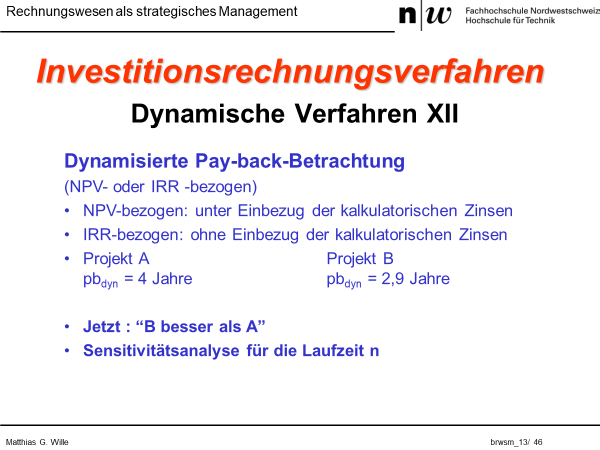 Rechnungswesen als strategisches Management
n|w Fachhochschule Nordwestschweiz
Hochschule für Technik
Investitionsrechnungsverfahren
Dynamische Verfahren XII
Dynamisierte Pay-back-Betrachtung
(NPV- oder IRR -bezogen)
• NPV-bezogen: unter Einbezug der kalkulatorischen Zinsen
• IRR-bezogen: ohne Einbezug der kalkulatorischen Zinsen
• Projekt A Projekt B
pbdyn = 4 Jahre pbdyn = 2,9 Jahre
• Jetzt : “B besser als A”
• Sensitivitätsanalyse für die Laufzeit n
Matthias G. Wille brwsm_13/ 46